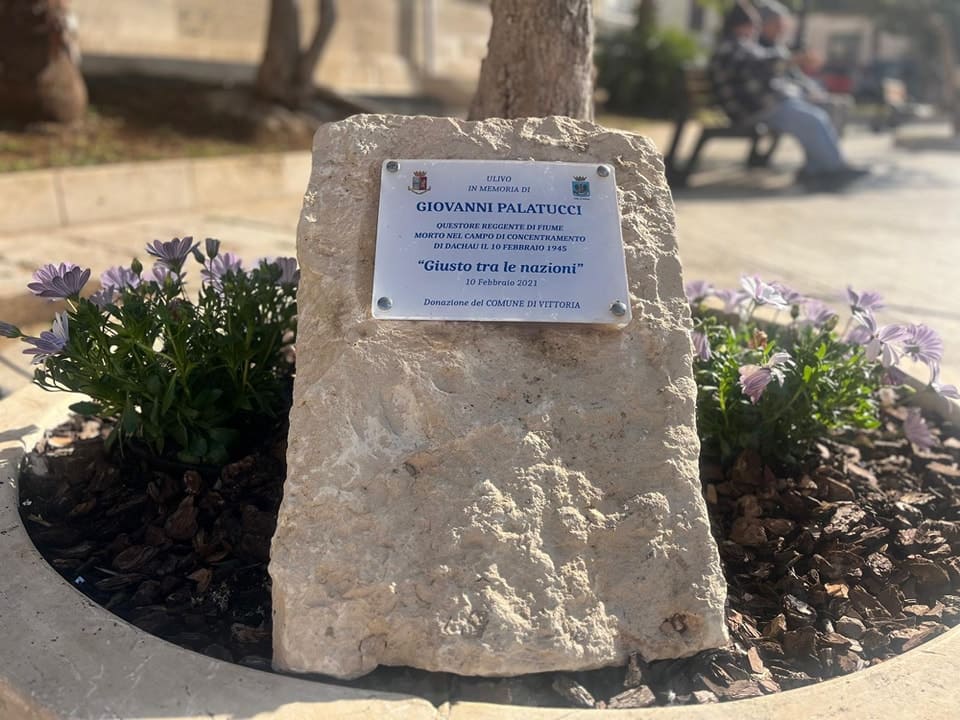 ULIVO
IN MEMORIA DI
GIOVANNI PALATUCCI
QUESTORE REGGENTE DI FIUME
MORTO NEL CAMPO DI CONCENTRAMENTO
DI DACHAU IL 10 FEBBRAIO 1945
“Giusto tra le nazioni”
10 Febbraio 2021
Donazione del COMUNE DI VITTORIA